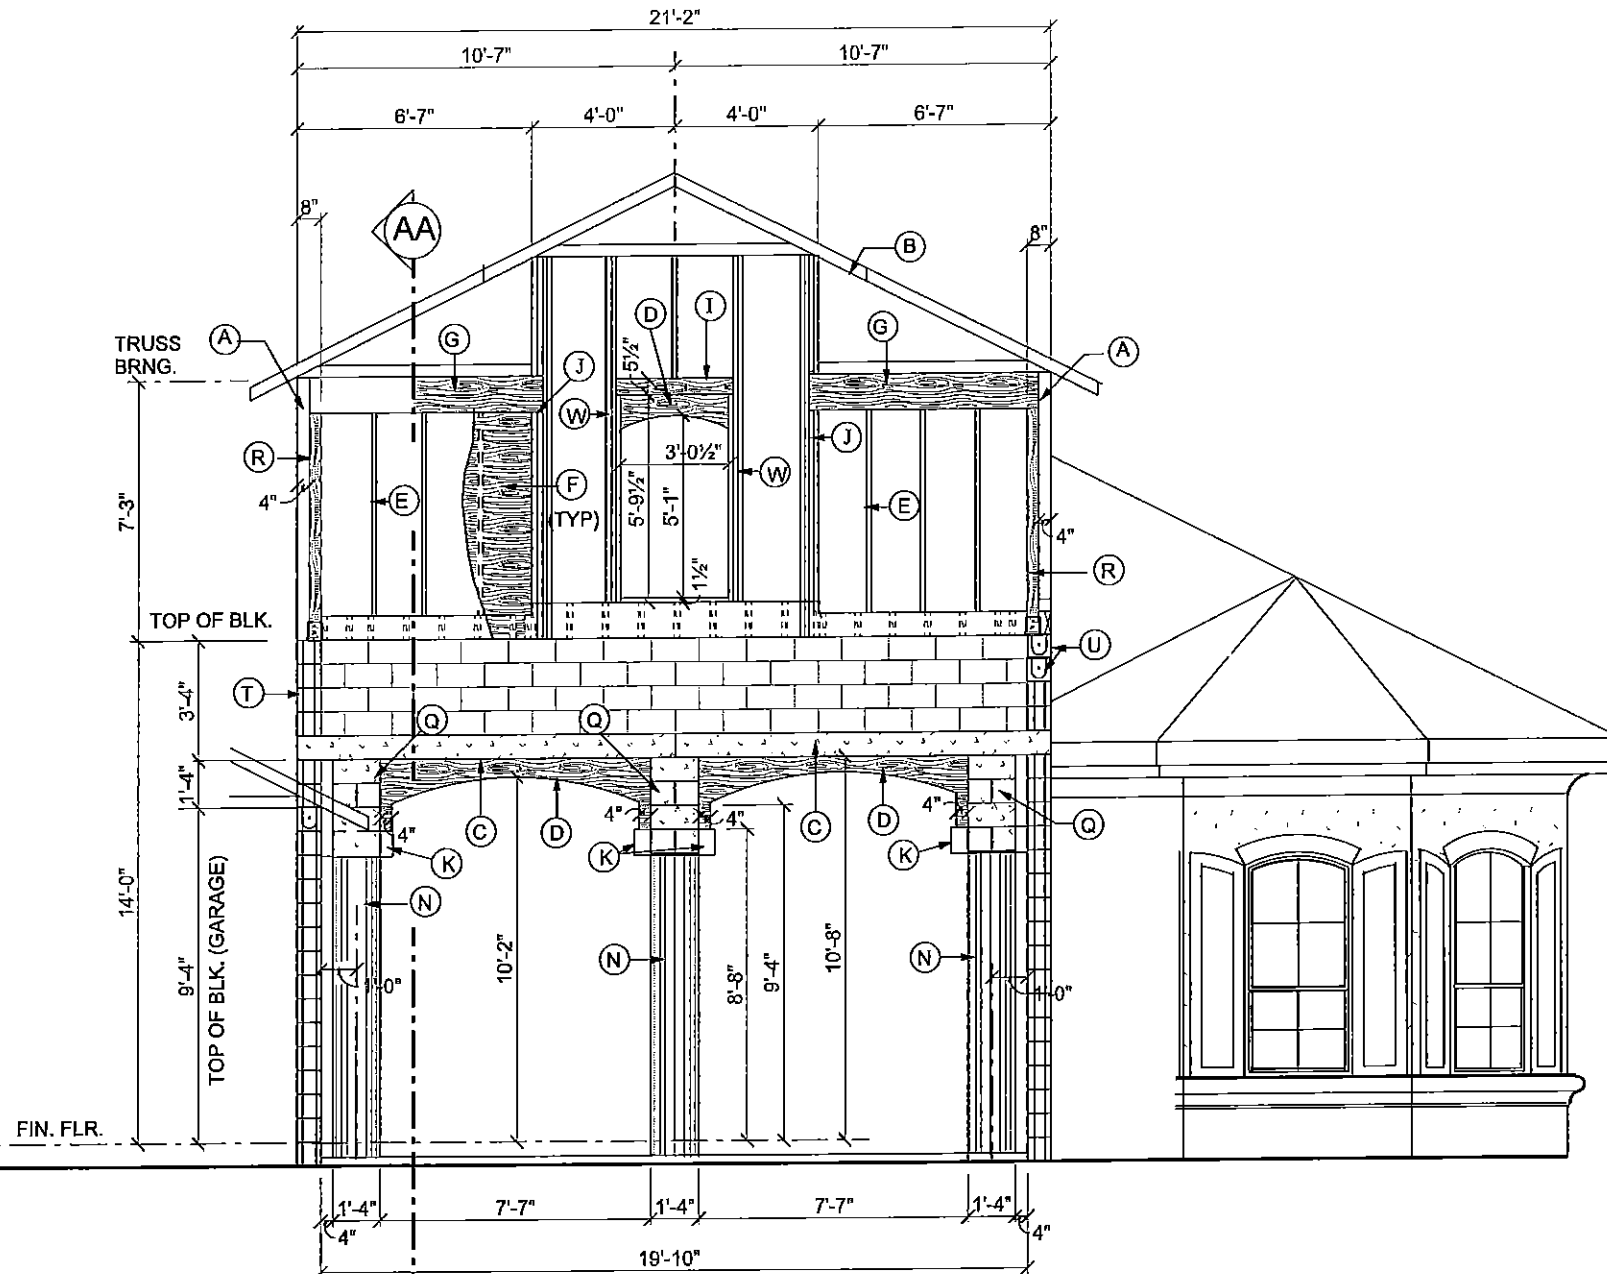 21'-2"
10'-7" 10'-7"
6'-7" 4'-0" 4'-0" 6'-7"
8" AA 8"
B
D I
TRUSS
BRNG.
A G G A
5½"
J
W J
R 3'-0½" W
4" E F E
(TYP)
7'-3" 5'-9½" 5'-1" 4"
1½" R
TOP OF BLK.
U
T 3'-4" Q Q
1'-4"
4" 4" 4" 4"
C D C D Q
K K K
14'-0" 9'-4" TOP OF BLK. (GARAGE)
N N N
10'-2" 8'-8" 9'-4" 10'-8"
1'-0" 1'-0"
FIN. FLR.
1'-4" 7'-7" 1'-4" 7'-7" 1'-4"
4" 4"
19'-10"